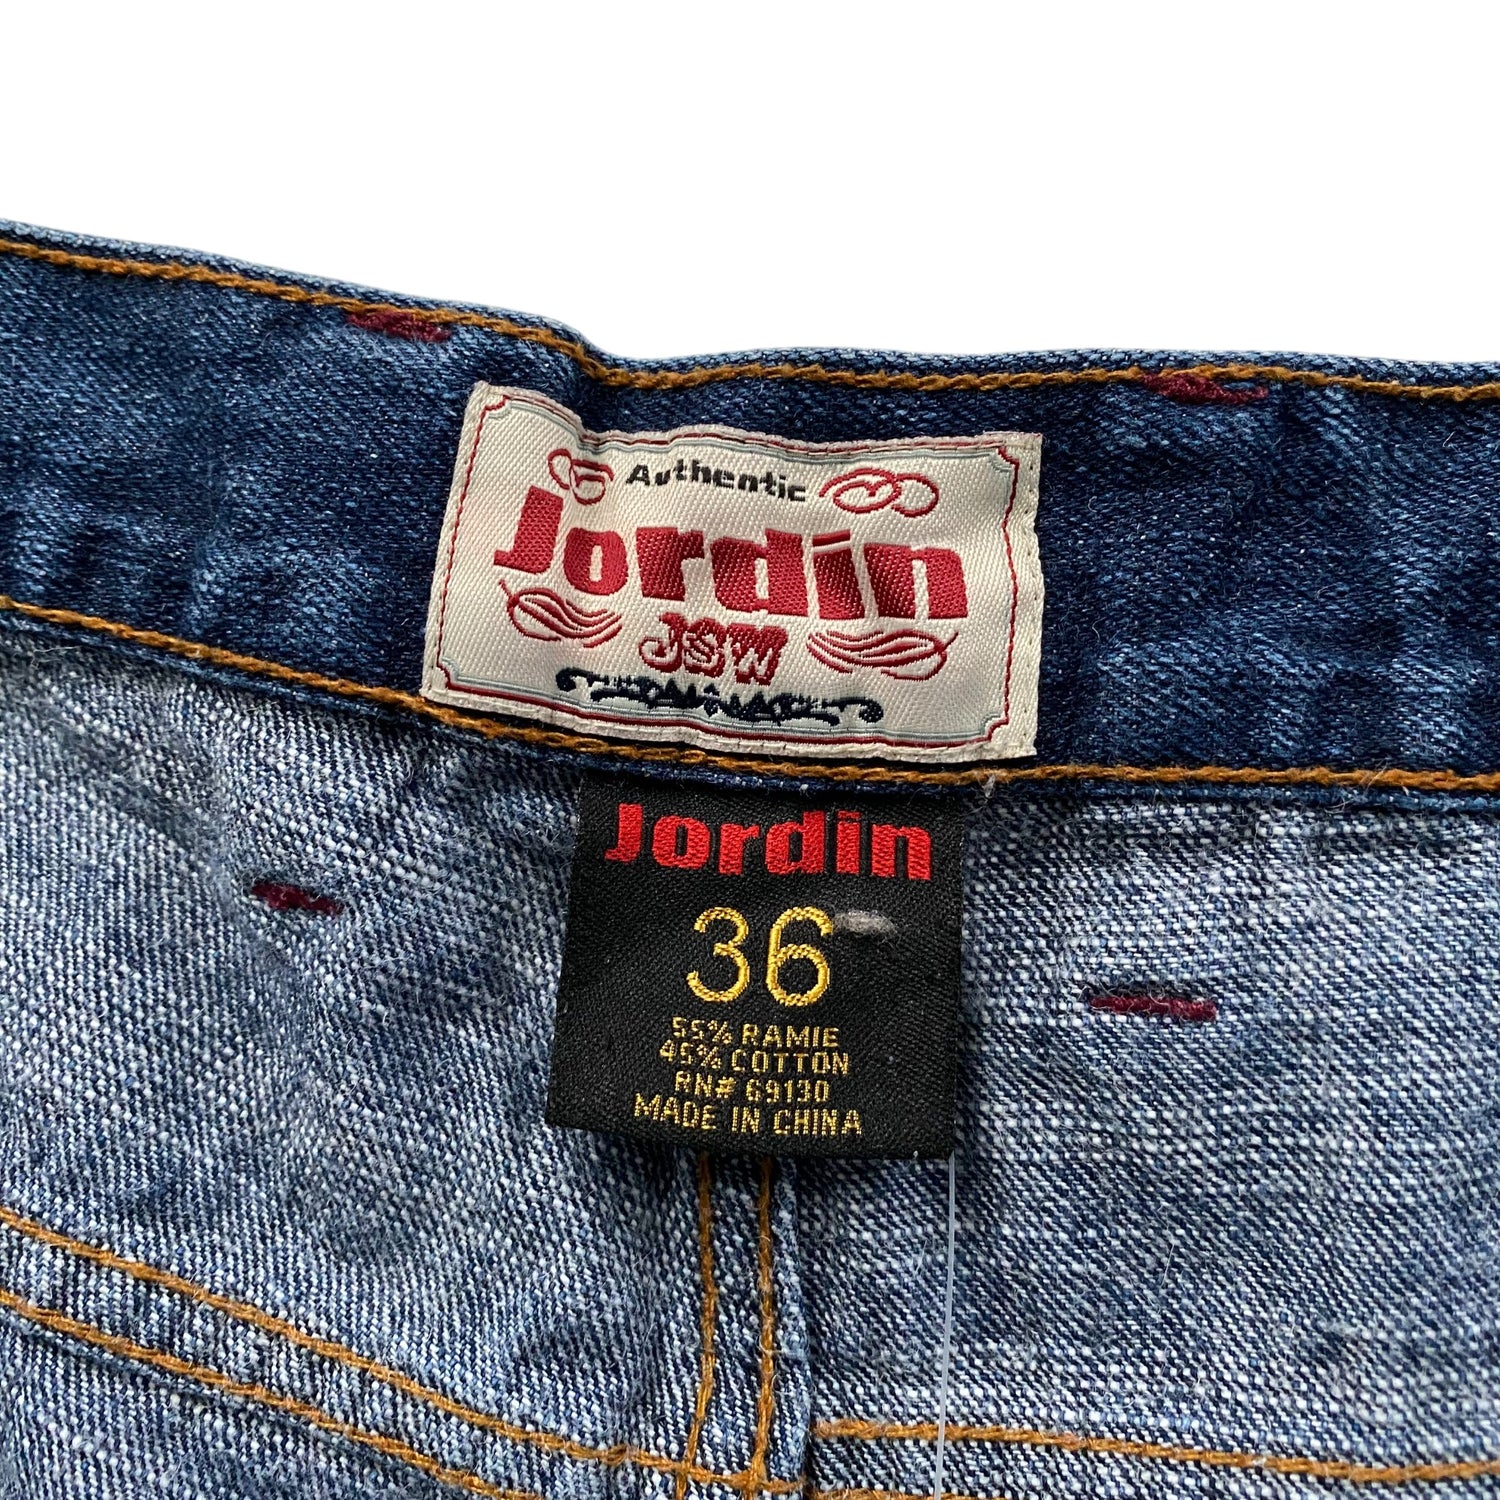 Authentic
Jordin
JSW
Jordin
36
55% RAMIE
45% COTTON
RN# 69130
MADE IN CHINA